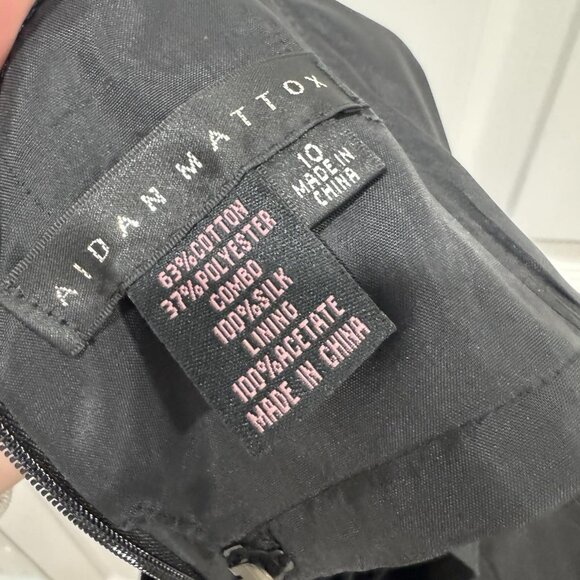 AIDAN MATTOX
10
MADE IN
CHINA
63%COTTON
37%POLYESTER
COMBO
100%SILK
LINING
100%ACETATE
MADE IN CHINA